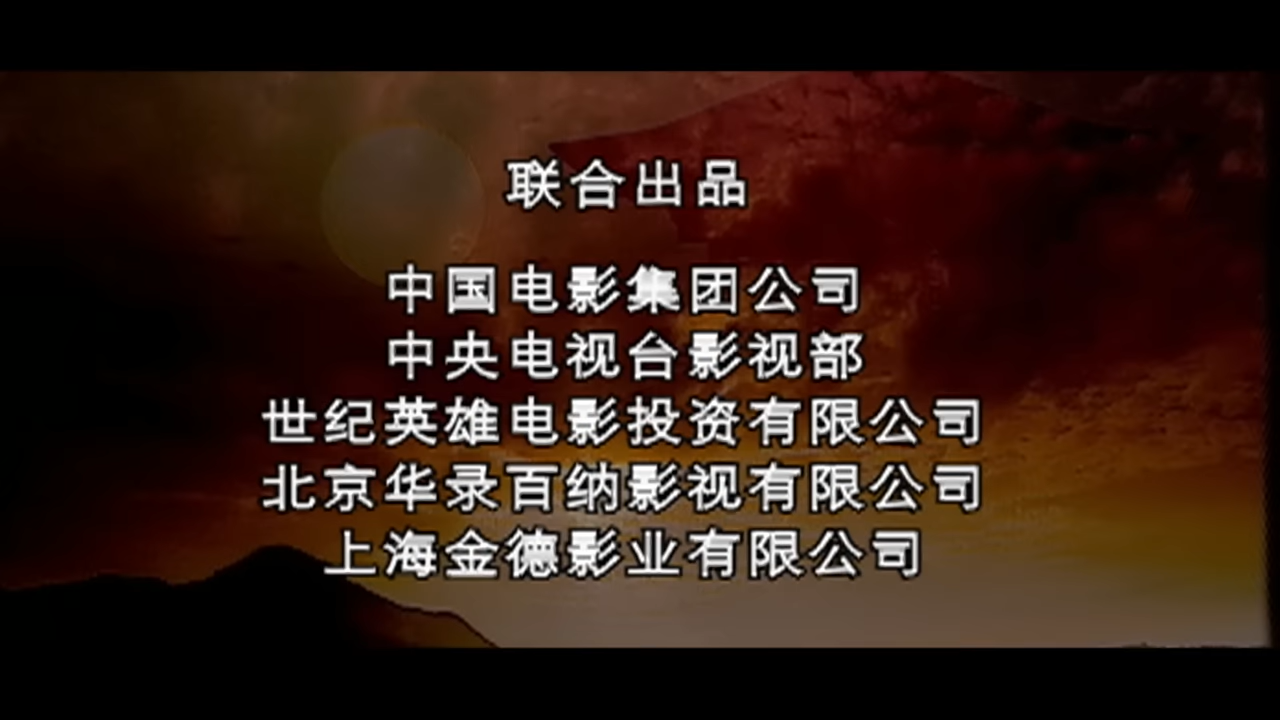 联合出品
中国电影集团公司
中央电视台影视部
世纪英雄电影投资有限公司
北京华录百纳影视有限公司
上海金德影业有限公司